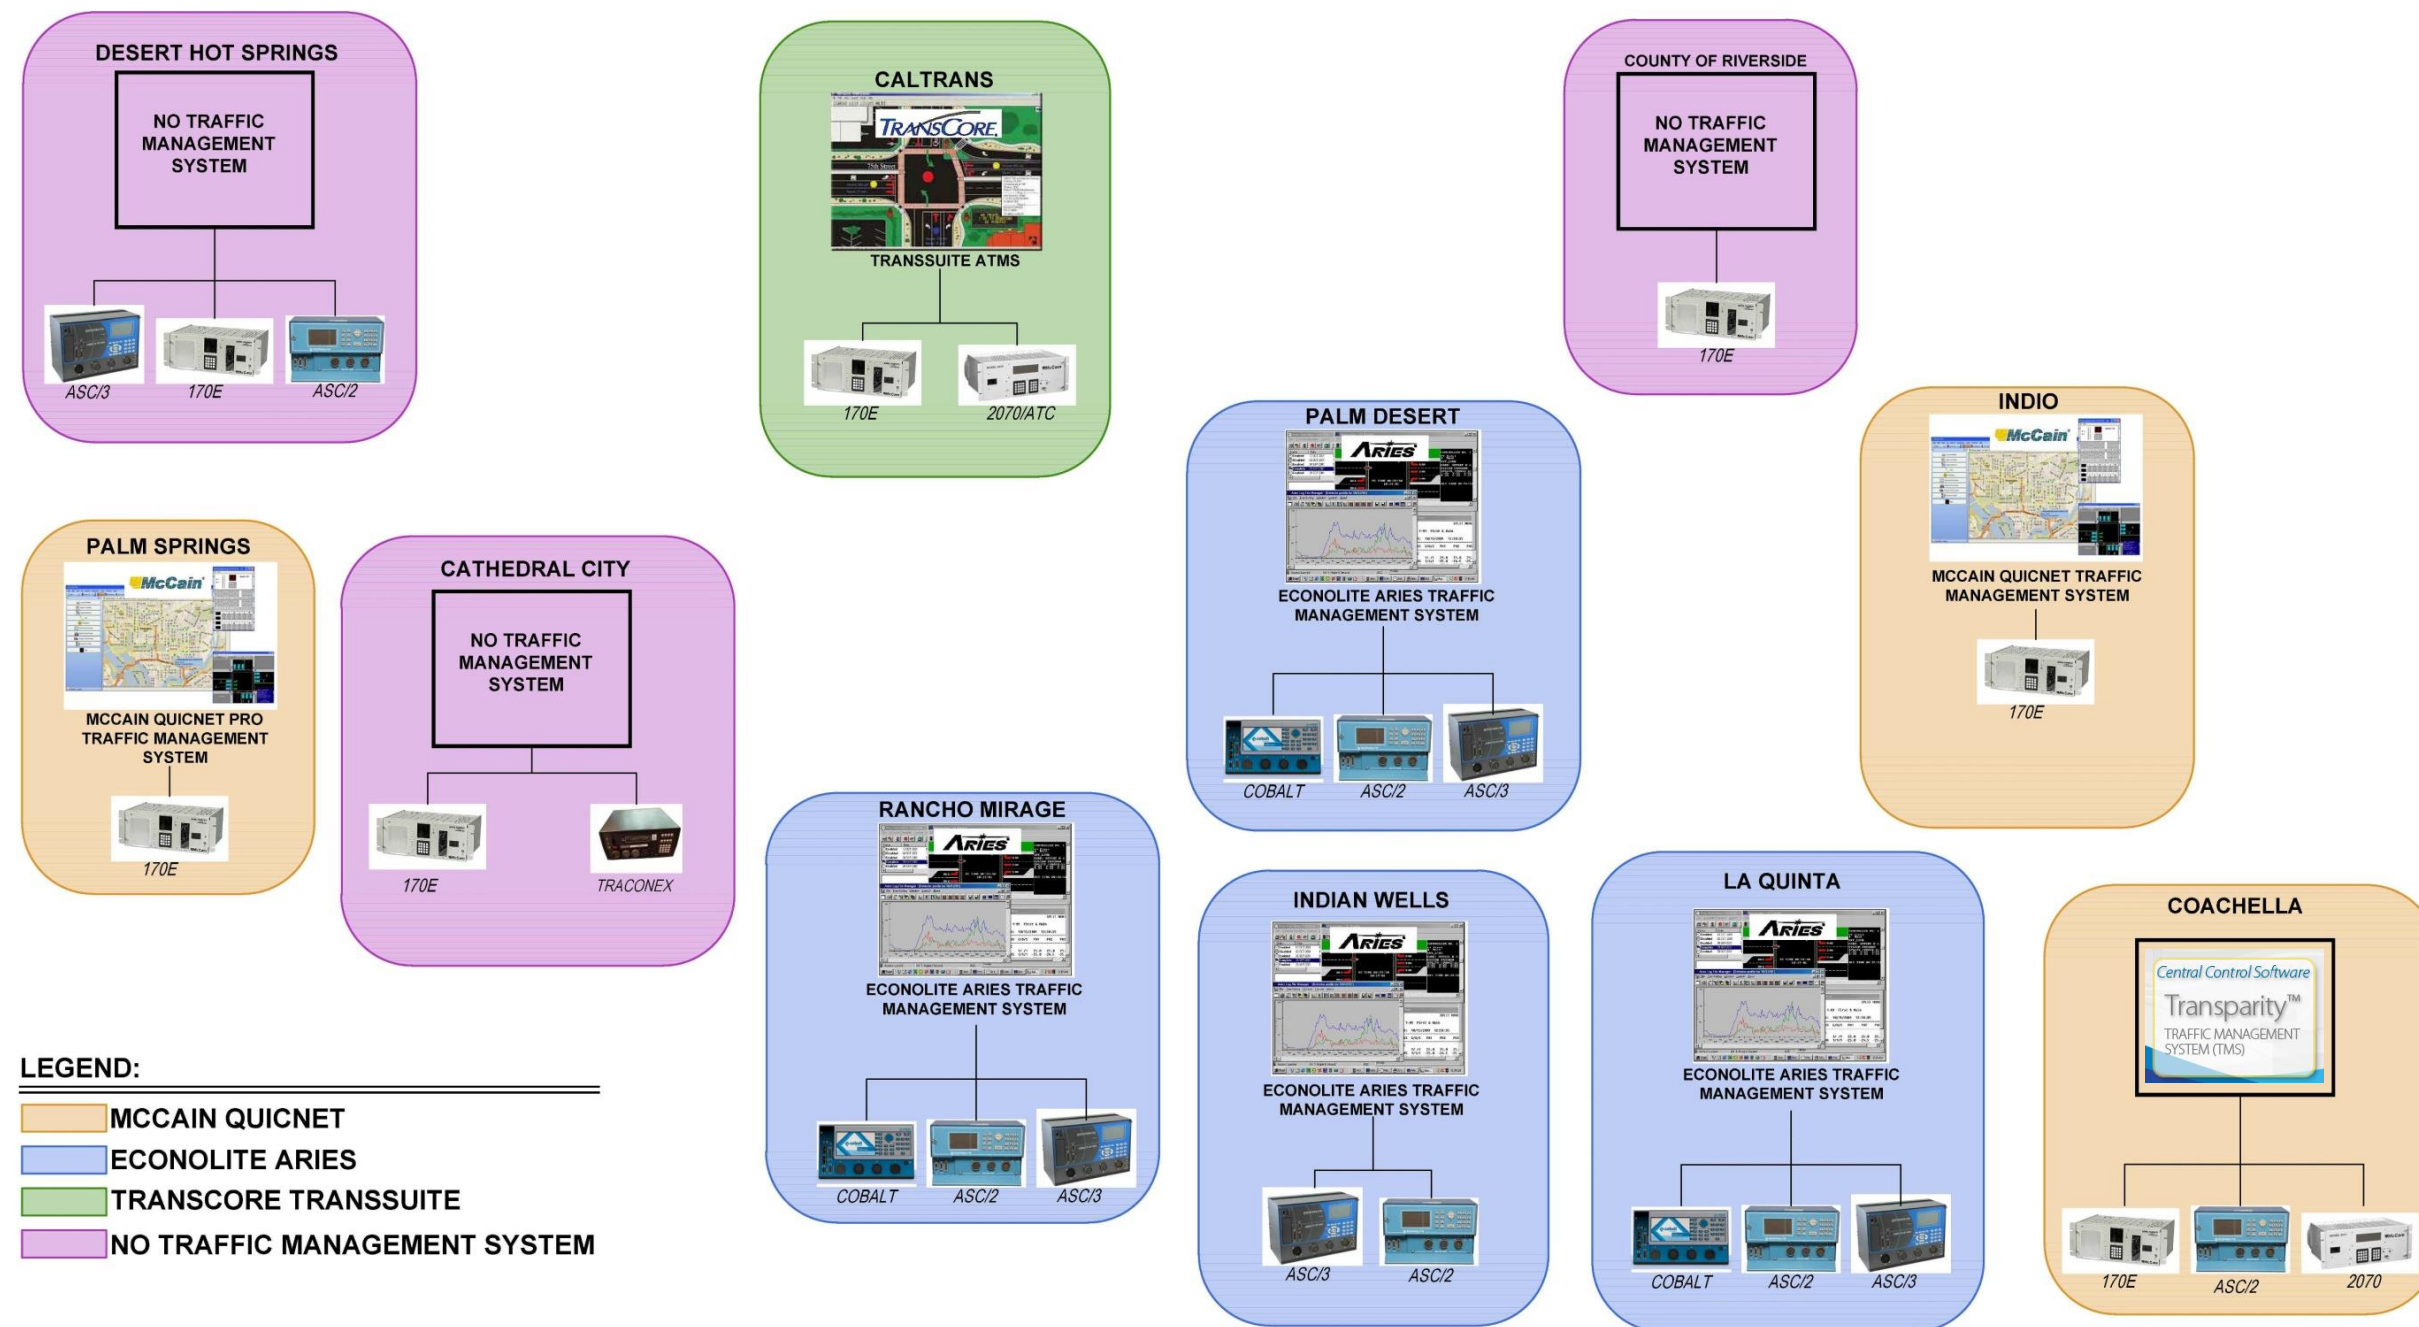 DESERT HOT SPRINGS
NO TRAFFIC
MANAGEMENT
SYSTEM
ASC/3
170E
ASC/2
CALTRANS
TRANSCORE
75th Street
TRANSSUITE ATMS
170E
2070/ATC
COUNTY OF RIVERSIDE
NO TRAFFIC
MANAGEMENT
SYSTEM
170E
PALM DESERT
ARIES
ECONOLITE ARIES TRAFFIC
MANAGEMENT SYSTEM
COBALT
ASC/2
ASC/3
INDIO
McCain
MCCAIN QUICNET TRAFFIC
MANAGEMENT SYSTEM
170E
PALM SPRINGS
McCain
MCCAIN QUICNET PRO
TRAFFIC MANAGEMENT
SYSTEM
170E
CATHEDRAL CITY
NO TRAFFIC
MANAGEMENT
SYSTEM
170E
TRACONEX
RANCHO MIRAGE
ARIES
ECONOLITE ARIES TRAFFIC
MANAGEMENT SYSTEM
COBALT
ASC/2
ASC/3
INDIAN WELLS
ARIES
ECONOLITE ARIES TRAFFIC
MANAGEMENT SYSTEM
ASC/3
ASC/2
LA QUINTA
ARIES
ECONOLITE ARIES TRAFFIC
MANAGEMENT SYSTEM
COBALT
ASC/2
ASC/3
COACHELLA
Central Control Software
Transparity™
TRAFFIC MANAGEMENT
SYSTEM (TMS)
170E
ASC/2
2070
LEGEND:
MCCAIN QUICNET
ECONOLITE ARIES
TRANSCORE TRANSSUITE
NO TRAFFIC MANAGEMENT SYSTEM